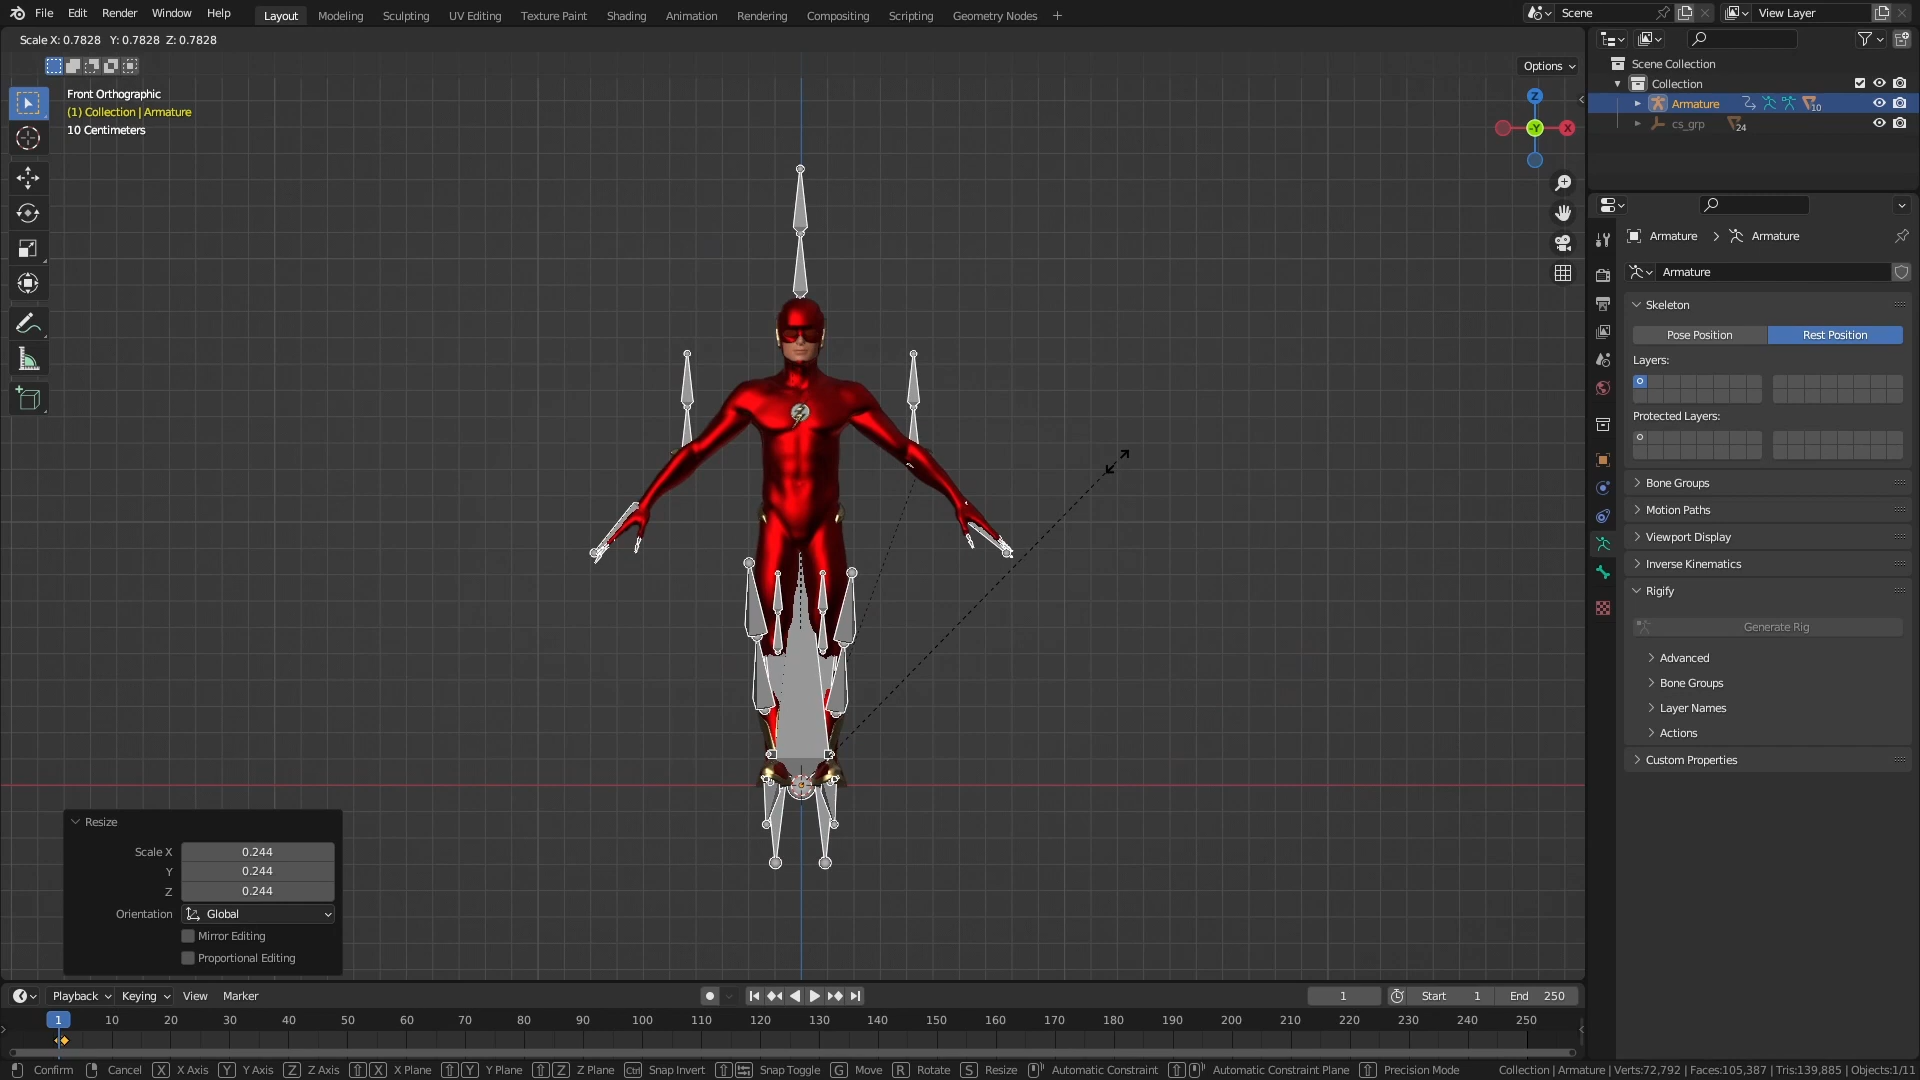 File Edit Render Window Help Layout Modeling Sculpting UV Editing Texture Paint Shading Animation Rendering Compositing Scripting Geometry Nodes + Scene View Layer
Scale X: 0.7828 Y: 0.7828 Z: 0.7828
Options
Front Orthographic
(1) Collection | Armature
10 Centimeters
Z
-Y X
Scene Collection
Collection
Armature 10
cs_grp 24
Armature > Armature
Armature
Skeleton
Pose Position Rest Position
Layers:
Protected Layers:
Bone Groups
Motion Paths
Viewport Display
Inverse Kinematics
Rigify
Generate Rig
Advanced
Bone Groups
Layer Names
Actions
Custom Properties
Resize
Scale X 0.244
Y 0.244
Z 0.244
Orientation Global
Mirror Editing
Proportional Editing
Playback Keying View Marker 1 Start 1 End 250
1 10 20 30 40 50 60 70 80 90 100 110 120 130 140 150 160 170 180 190 200 210 220 230 240 250
Confirm Cancel X X Axis Y Y Axis Z Z Axis X X Plane Y Y Plane Z Z Plane Ctrl Snap Invert Snap Toggle G Move R Rotate S Resize Automatic Constraint Automatic Constraint Plane Precision Mode Collection | Armature | Verts:72,792 | Faces:105,387 | Tris:139,885 | Objects:1/11